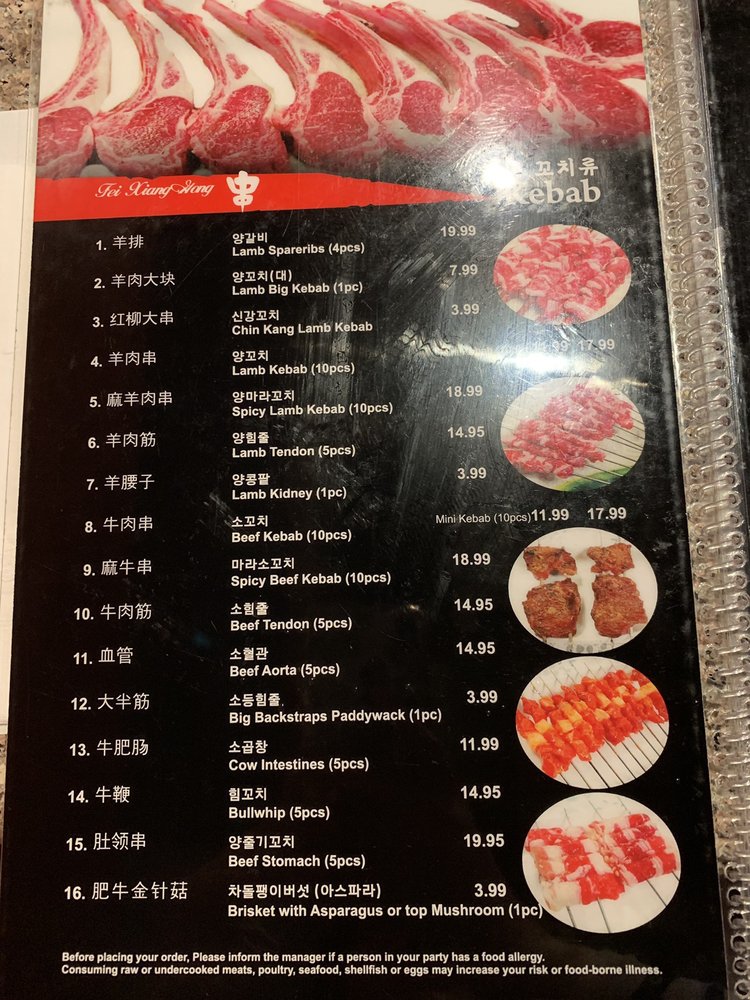 Fei Xiang Hong 串
꼬치류
Kebab
1. 羊排 양갈비 19.99
Lamb Spareribs (4pcs)
2. 羊肉大块 양꼬치(대) 7.99
Lamb Big Kebab (1pc)
3. 红柳大串 신강꼬치 3.99
Chin Kang Lamb Kebab
4. 羊肉串 양꼬치 17.99
Lamb Kebab (10pcs)
5. 麻羊肉串 양마라꼬치 18.99
Spicy Lamb Kebab (10pcs)
6. 羊肉筋 양힘줄 14.95
Lamb Tendon (5pcs)
7. 羊腰子 양콩팥 3.99
Lamb Kidney (1pc)
8. 牛肉串 소꼬치 Mini Kebab (10pcs) 11.99 17.99
Beef Kebab (10pcs)
9. 麻牛串 마라소꼬치 18.99
Spicy Beef Kebab (10pcs)
10. 牛肉筋 소힘줄 14.95
Beef Tendon (5pcs)
11. 血管 소혈관 14.95
Beef Aorta (5pcs)
12. 大半筋 소등힘줄 3.99
Big Backstraps Paddywack (1pc)
13. 牛肥肠 소곱창 11.99
Cow Intestines (5pcs)
14. 牛鞭 힘꼬치 14.95
Bullwhip (5pcs)
15. 肚领串 양줄기꼬치 19.95
Beef Stomach (5pcs)
16. 肥牛金针菇 차돌팽이버섯 (아스파라) 3.99
Brisket with Asparagus or top Mushroom (1pc)
Before placing your order, Please inform the manager if a person in your party has a food allergy.
Consuming raw or undercooked meats, poultry, seafood, shellfish or eggs may increase your risk or food-borne illness.